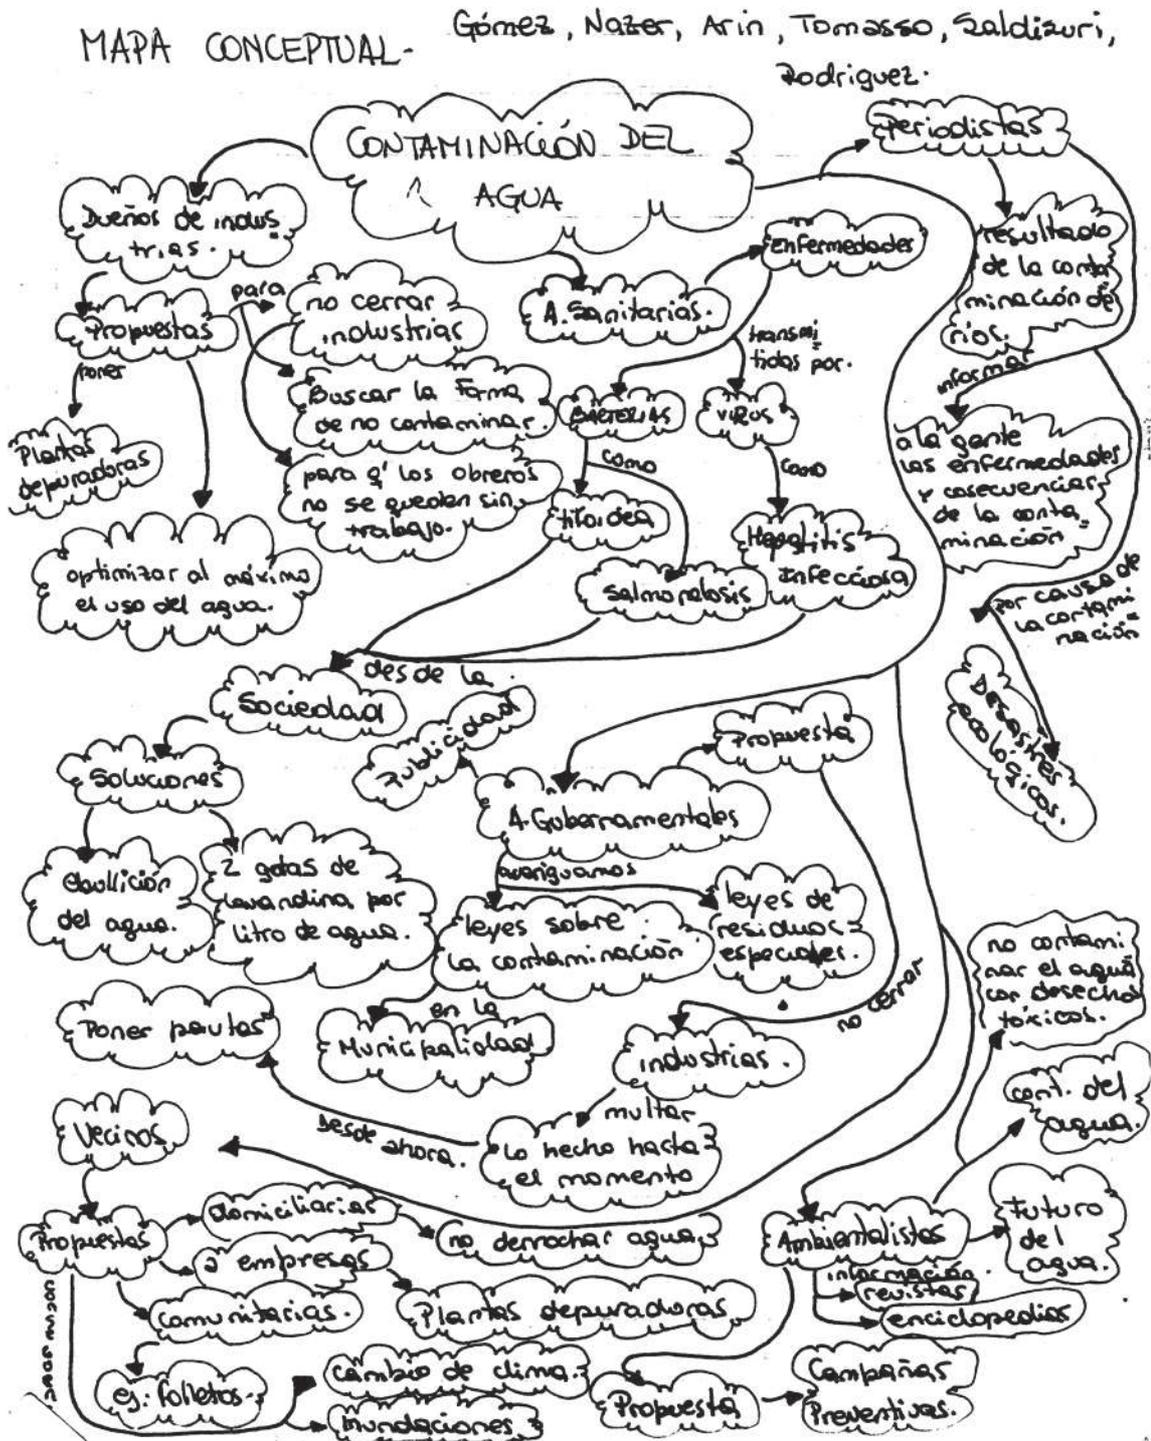 MAPA CONCEPTUAL-
Gómez, Nazer, Arin, Tomasso, Zaldizuri,
Rodriguez.
CONTAMINACIÓN DEL
AGUA
Dueños de indus
trias.
Propuestas
poner
Plantas
depuradoras
optimizar al máximo
el uso del agua.
para
no cerrar
industrias
Buscar la Forma
de no contaminar.
para q' los obreros
no se queden sin
trabajo.
A. Sanitarias.
Enfermedades
transmi
tidas por.
BACTERIAS
VIRUS
como
como
tifoidea
Salmonelosis
Hepatitis
Infecciosa
Periodistas
resultado
de la conta
minación de
ríos.
informar
a la gente
las enfermedades
y cosecuencias
de la conta
minación
por causa de
la contami
nación
Desastres
ecológicos.
desde la
Sociedad
Soluciones
Ebullición
del agua.
2 gotas de
lavandina por
litro de agua.
A. Gubernamentales
Publicidad
Propuesta
averiguamos
leyes sobre
la contaminación
leyes de
residuos
especiales.
en la
Municipalidad
no cerrar
industrias.
multar
lo hecho hasta
el momento
Desde ahora.
Poner pautas
Vecinos
Propuestas
domiciliarias
no derrochar agua
a empresas
Plantas depuradoras
comunitarias.
ej: folletos
cambio de clima.
inundaciones
Ambientalistas
no contami
nar el agua
con desechos
tóxicos.
cont. del
agua.
Futuro
del
agua.
información.
revistas
enciclopedias
Propuesta
Campañas
Preventivas.